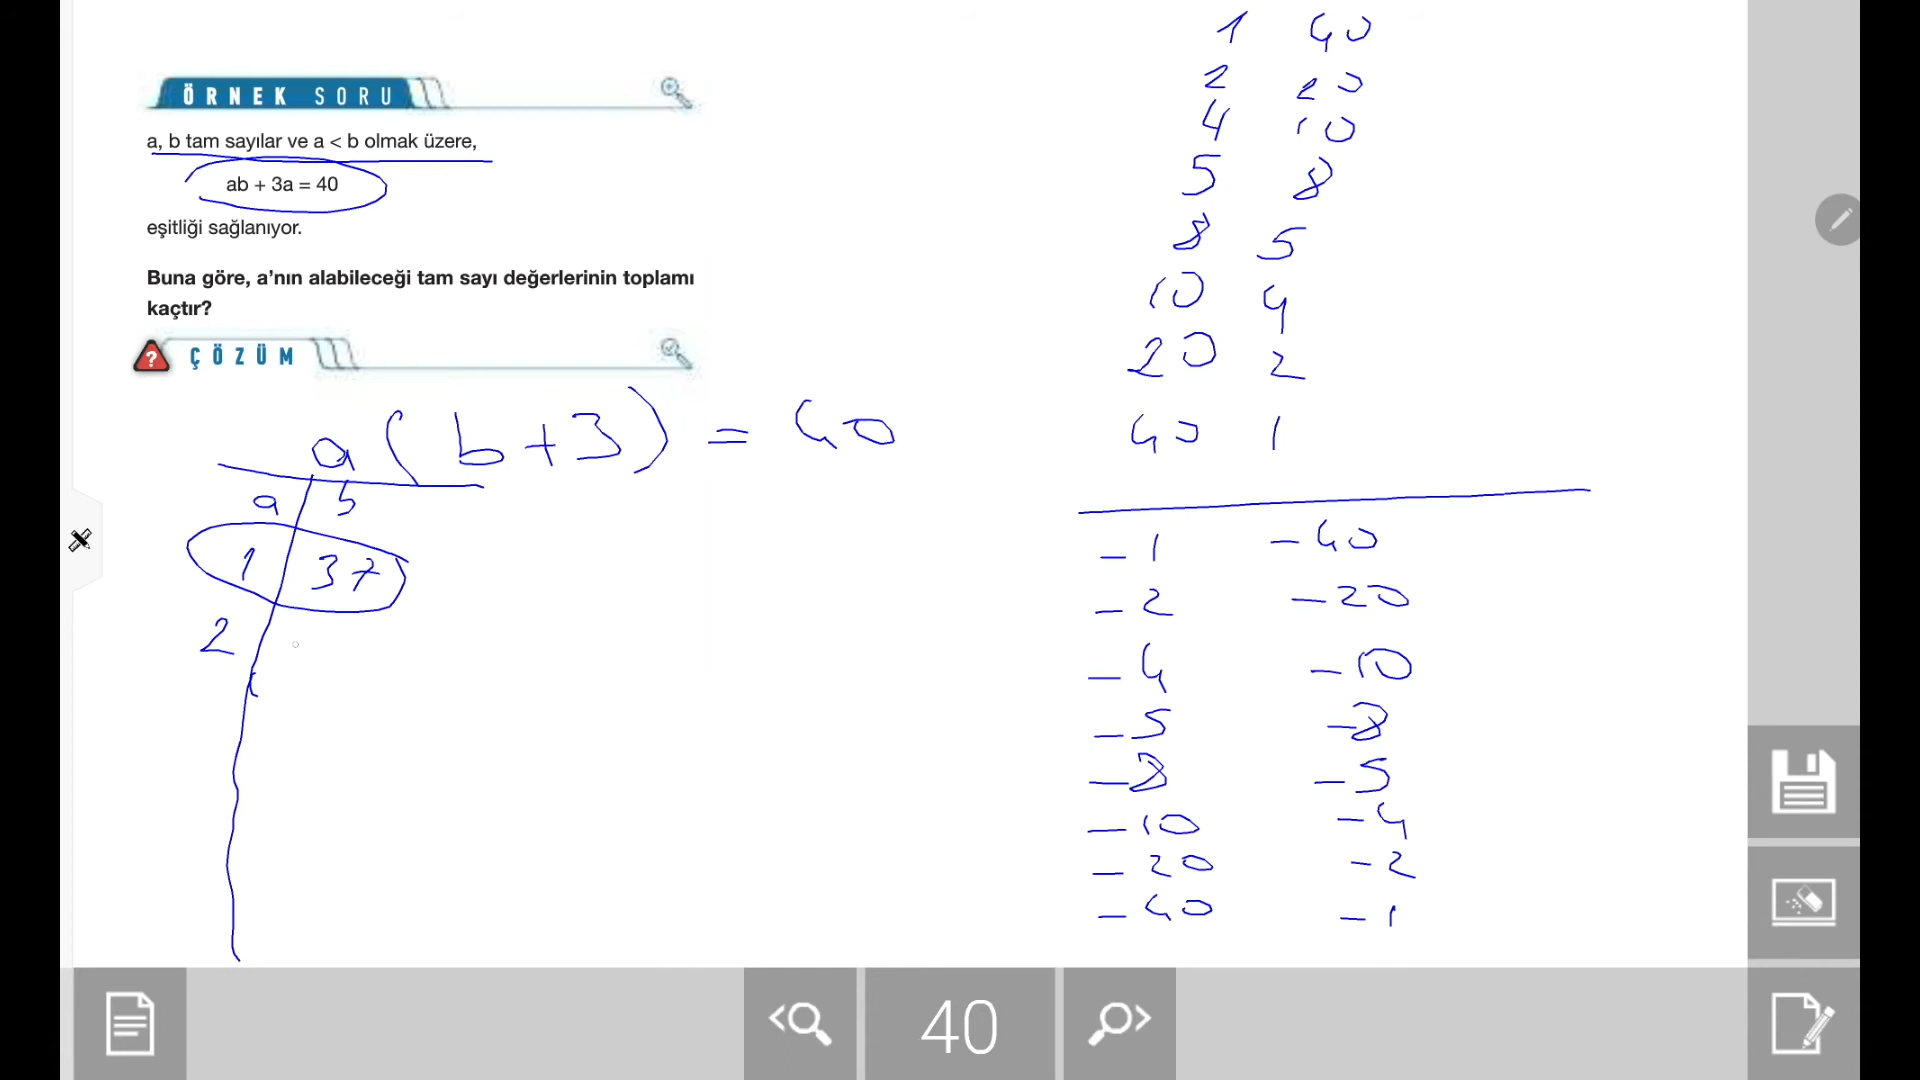 ÖRNEK SORU
a, b tam sayılar ve a < b olmak üzere,
ab + 3a = 40
eşitliği sağlanıyor.
Buna göre, a’nın alabileceği tam sayı değerlerinin toplamı
kaçtır?
? ÇÖZÜM
a(b+3) = 40
a b
1 37
2
1 40
2 20
4 10
5 8
8 5
10 4
20 2
40 1
-1 -40
-2 -20
-4 -10
-5 -8
-8 -5
-10 -4
-20 -2
-40 -1
40